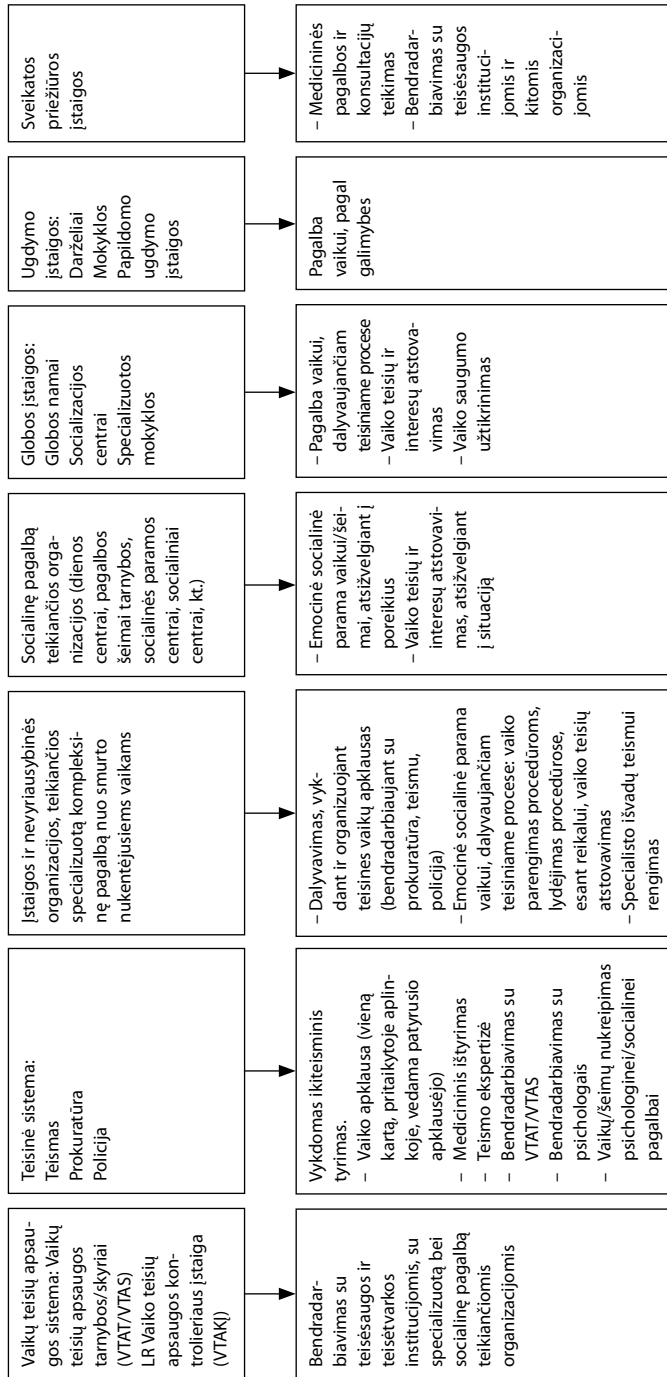 Vaikų teisių apsau-
gos sistema: Vaikų
teisių apsaugos
tarnybos/skyriai
(VTAT/VTAS)
LR Vaiko teisių
apsaugos kon-
trolieriaus įstaiga
(VTAKĮ)
Bendradar-
biavimas su
teisėsaugos ir
teisėtvarkos
institucijomis, su
specializuotą bei
socialinę pagalbą
teikiančiomis
organizacijomis
Teisinė sistema:
Teismas
Prokuratūra
Policija
Vykdomas ikiteisminis
tyrimas.
– Vaiko apklausa (vieną
kartą, pritaikytoje aplin-
koje, vedama patyrusio
apklausėjo)
– Medicininis ištyrimas
– Teismo ekspertizė
– Bendradarbiavimas su
VTAT/VTAS
– Bendradarbiavimas su
psichologais
– Vaikų/šeimų nukreipimas
psichologinei/socialinei
pagalbai
Įstaigos ir nevyriausybinės
organizacijos, teikiančios
specializuotą kompleksi-
nę pagalbą nuo smurto
nukentėjusiems vaikams
– Dalyvavimas, vyk-
dant ir organizuojant
teisines vaikų apklausas
(bendradarbiaujant su
prokuratūra, teismu,
policija)
– Emocinė socialinė parama
vaikui, dalyvaujančiam
teisiniame procese: vaiko
parengimas procedūroms,
lydėjimas procedūrose,
esant reikalui, vaiko teisių
atstovavimas
– Specialisto išvadų teismui
rengimas
Socialinę pagalbą
teikiančios orga-
nizacijos (dienos
centrai, pagalbos
šeimai tarnybos,
socialinės paramos
centrai, socialiniai
centrai, kt.)
– Emocinė socialinė
parama vaikui/šei-
mai, atsižvelgiant į
poreikius
– Vaiko teisių ir
interesų atstovavi-
mas, atsižvelgiant
į situaciją
Globos įstaigos:
Globos namai
Socializacijos
centrai
Specializuotos
mokyklos
– Pagalba vaikui,
dalyvaujančiam
teisiniame procese
– Vaiko teisių ir
interesų atstova-
vimas
– Vaiko saugumo
užtikrinimas
Ugdymo
įstaigos:
Darželiai
Mokyklos
Papildomo
ugdymo
įstaigos
Pagalba
vaikui, pagal
galimybes
Sveikatos
priežiūros
įstaigos
– Medicininės
pagalbos ir
konsultacijų
teikimas
– Bendradar-
biavimas su
teisėsaugos
instituci-
jomis ir
kitomis
organizaci-
jomis